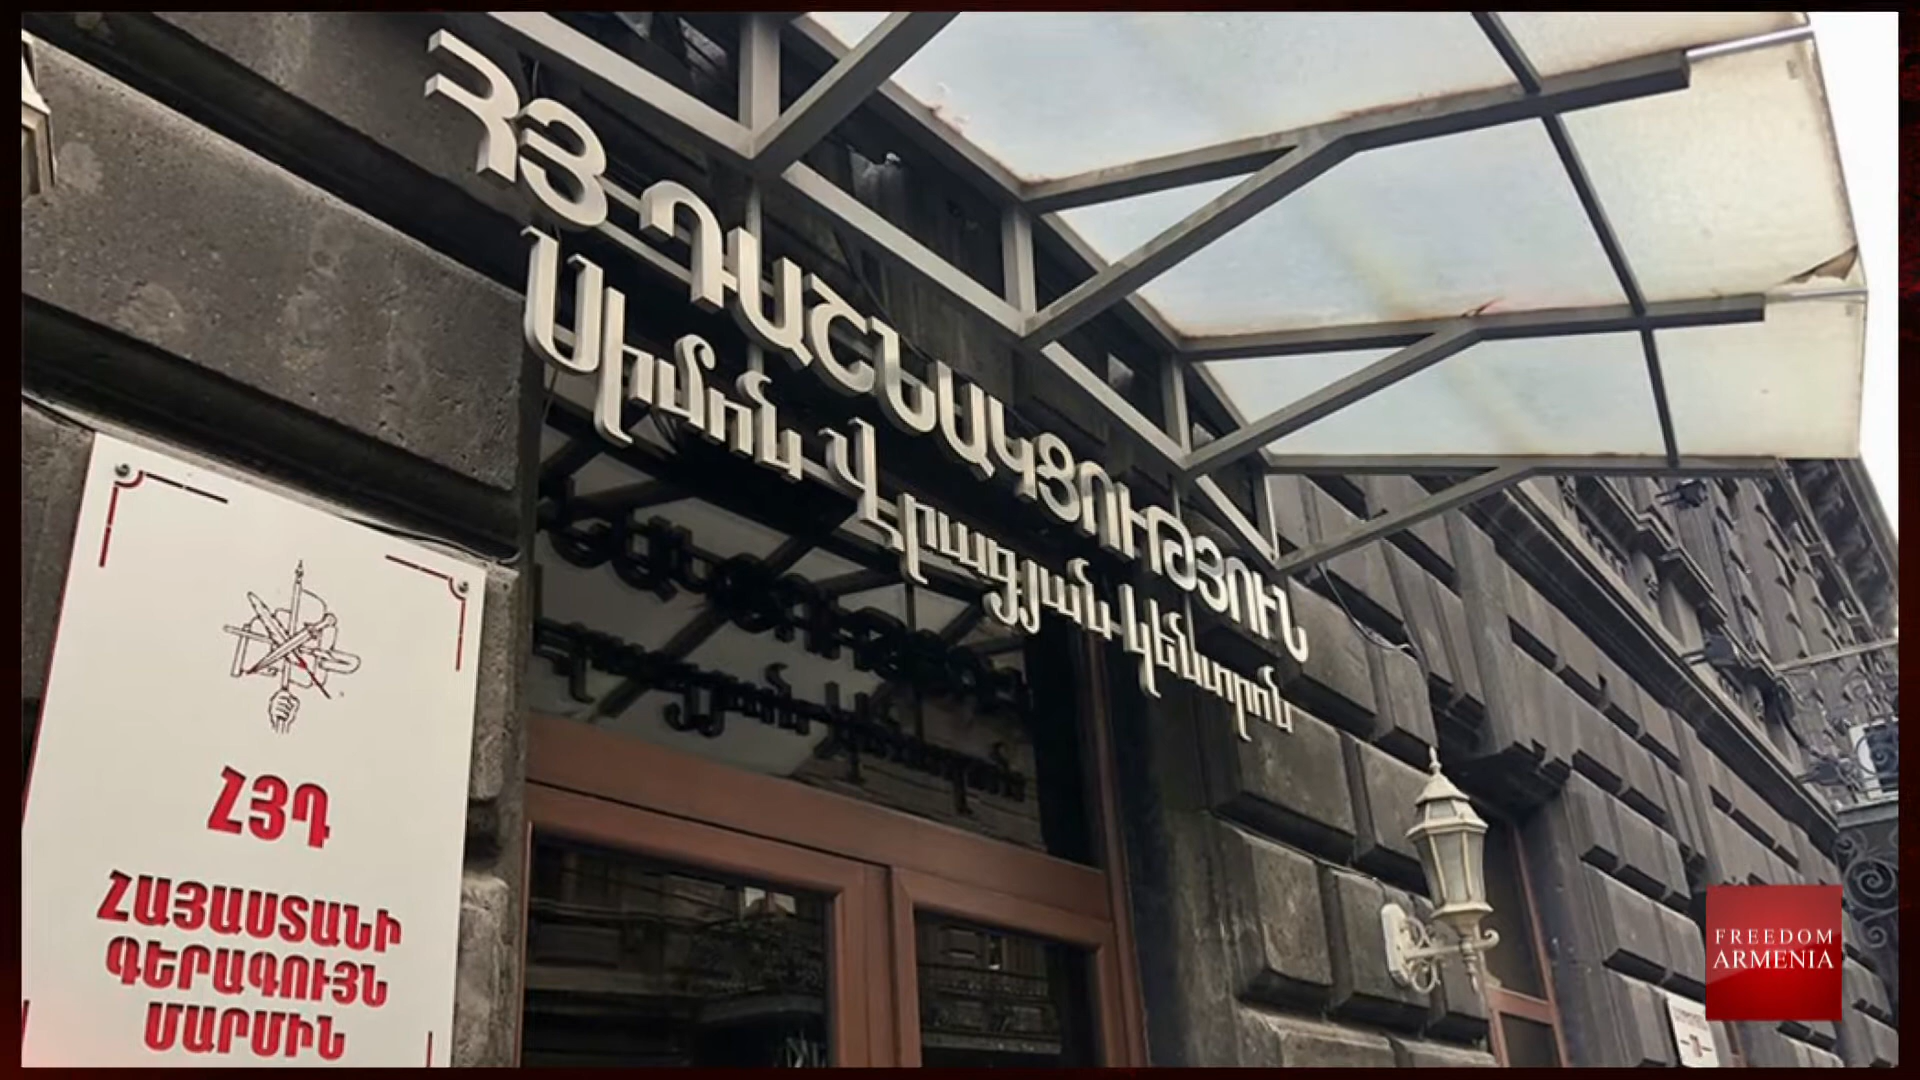 ՀՅ ԴԱՇՆԱԿՑՈՒԹՅՈՒՆ
Սիմոն Վրացյան կենտրոն
ՀՅԴ
ՀԱՅԱՍՏԱՆԻ
ԳԵՐԱԳՈՒՅՆ
ՄԱՐՄԻՆ
FREEDOM
ARMENIA